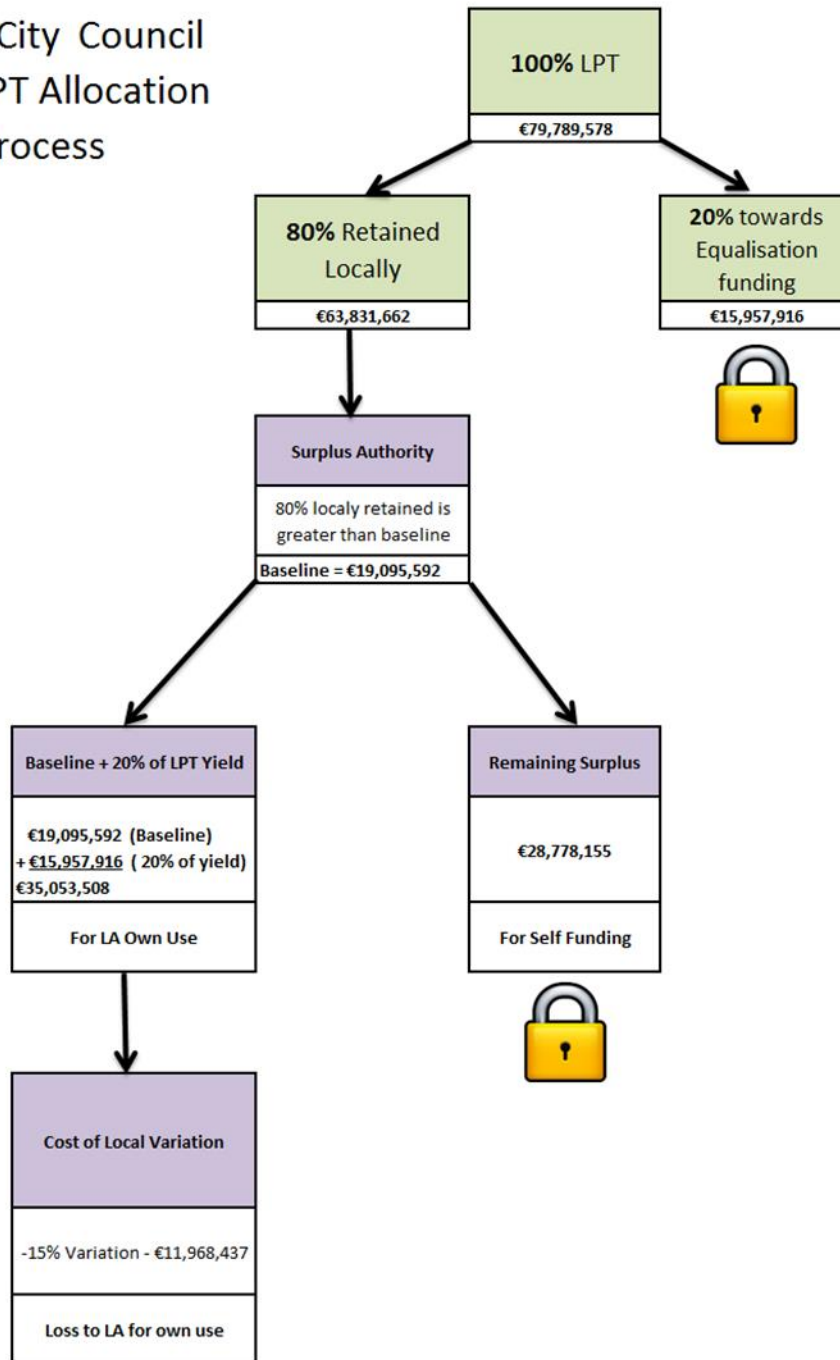 City Council
PT Allocation
rocess
100% LPT
€79,789,578
80% Retained
Locally
€63,831,662
20% towards
Equalisation
funding
€15,957,916
Surplus Authority
80% localy retained is
greater than baseline
Baseline = €19,095,592
Baseline + 20% of LPT Yield
€19,095,592 (Baseline)
+ €15,957,916 ( 20% of yield)
€35,053,508
For LA Own Use
Remaining Surplus
€28,778,155
For Self Funding
Cost of Local Variation
-15% Variation - €11,968,437
Loss to LA for own use